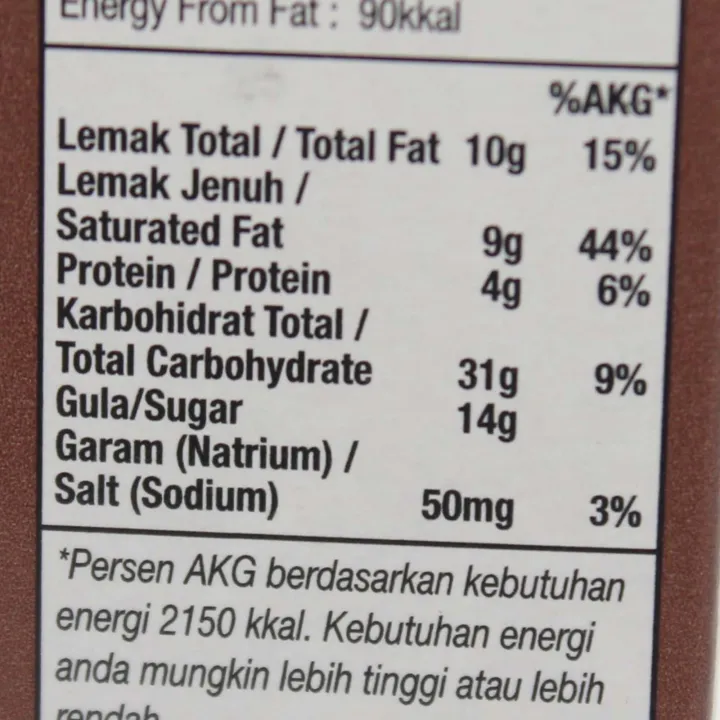 Energy From Fat : 90kkal
%AKG*
Lemak Total / Total Fat 10g 15%
Lemak Jenuh /
Saturated Fat 9g 44%
Protein / Protein 4g 6%
Karbohidrat Total /
Total Carbohydrate 31g 9%
Gula/Sugar 14g
Garam (Natrium) /
Salt (Sodium) 50mg 3%
*Persen AKG berdasarkan kebutuhan
energi 2150 kkal. Kebutuhan energi
anda mungkin lebih tinggi atau lebih
rendah